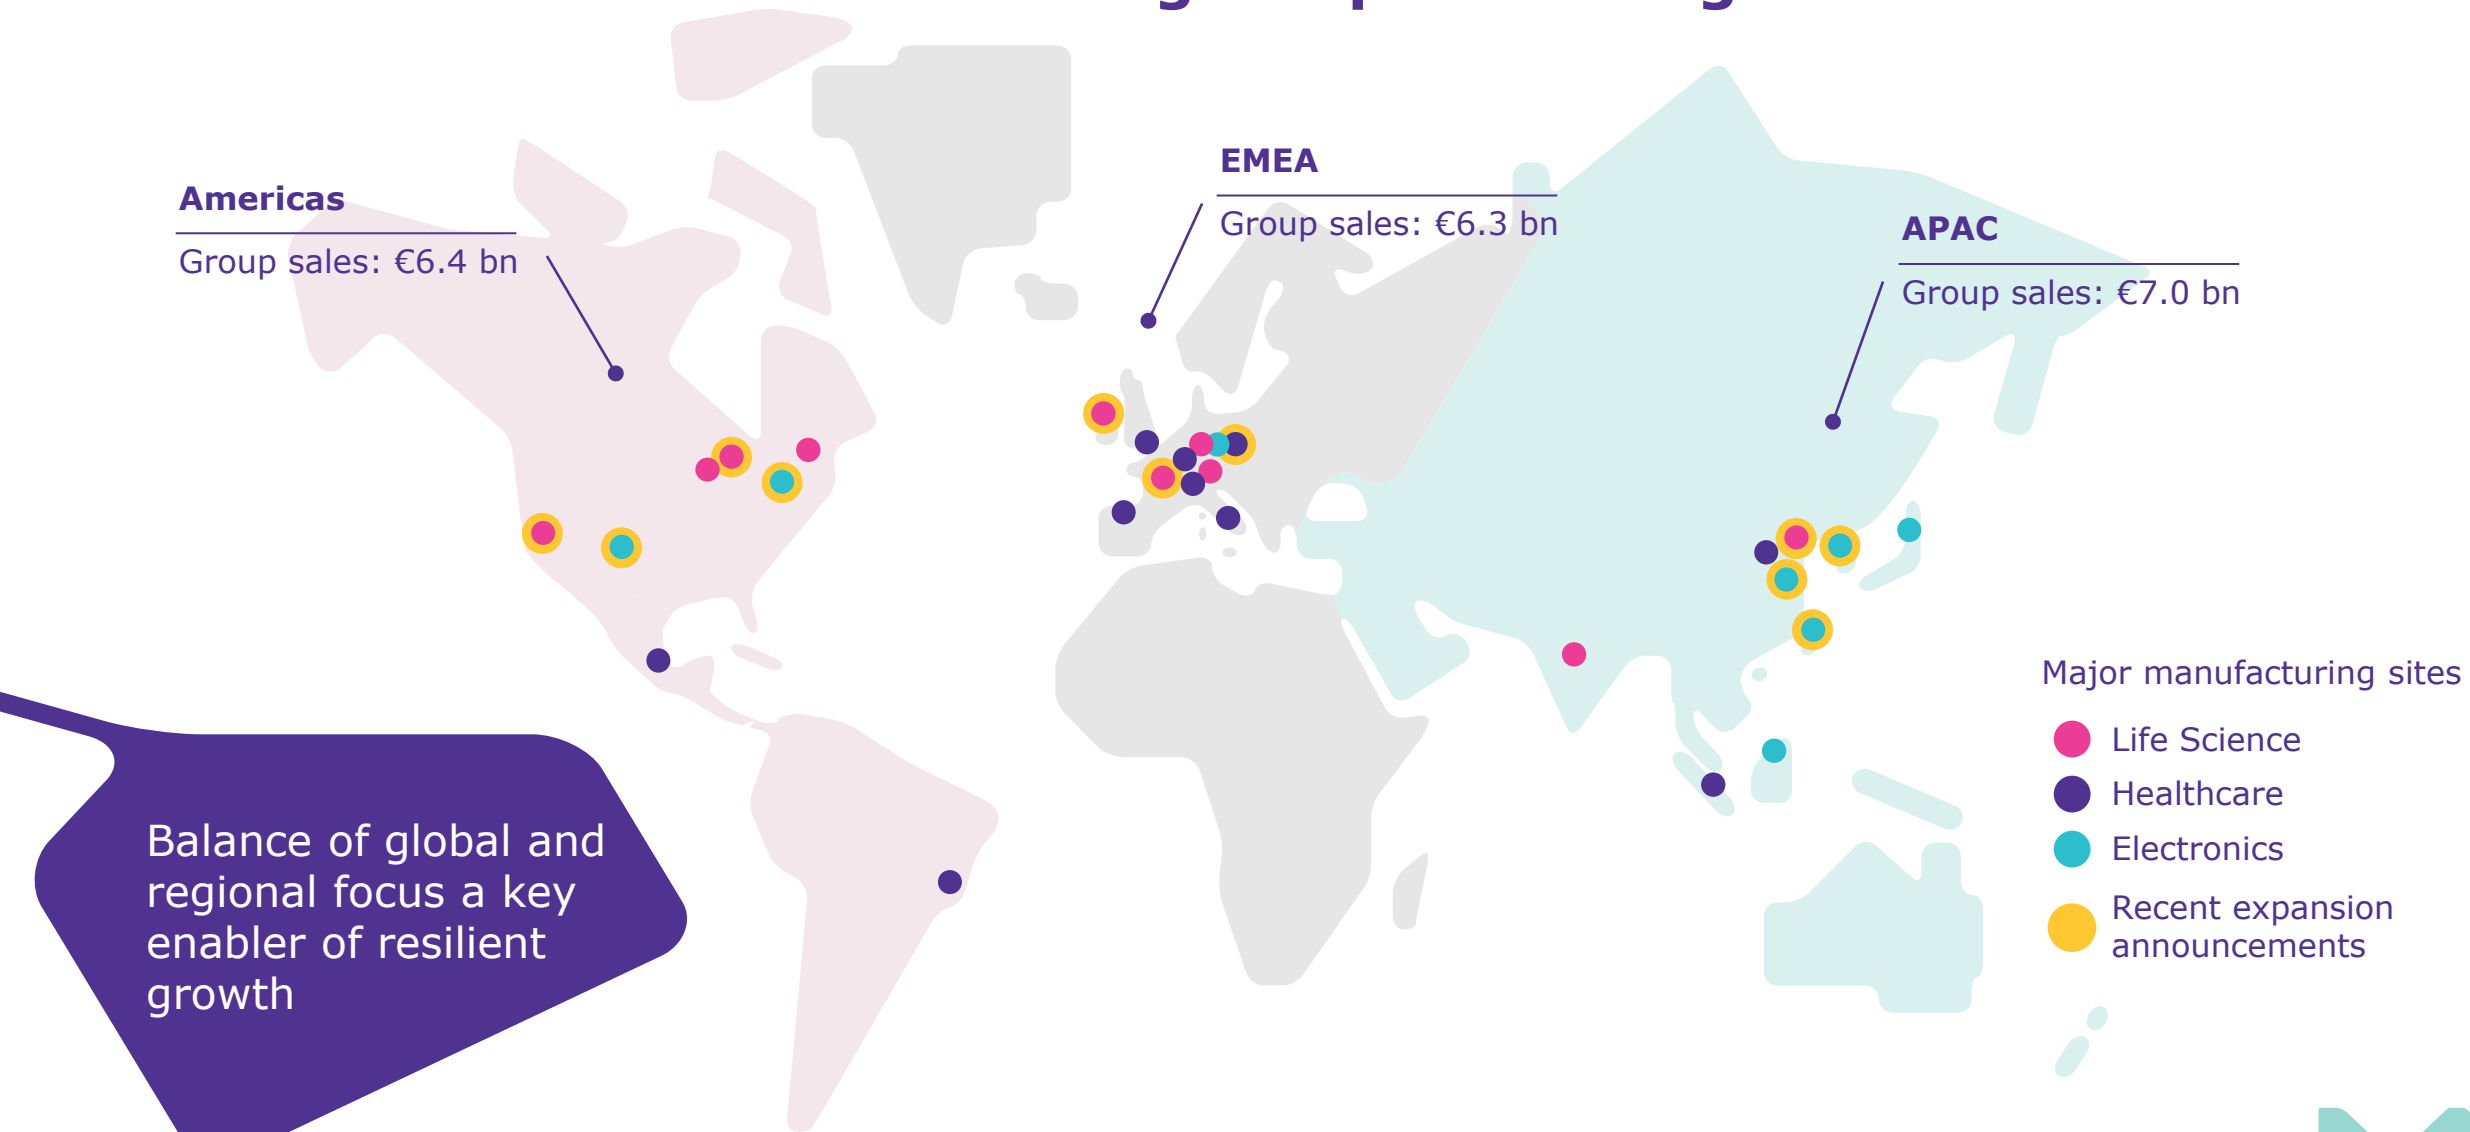 Americas
Group sales: €6.4 bn
EMEA
Group sales: €6.3 bn
APAC
Group sales: €7.0 bn
Major manufacturing sites
Life Science
Healthcare
Electronics
Recent expansion
announcements
Balance of global and
regional focus a key
enabler of resilient
growth